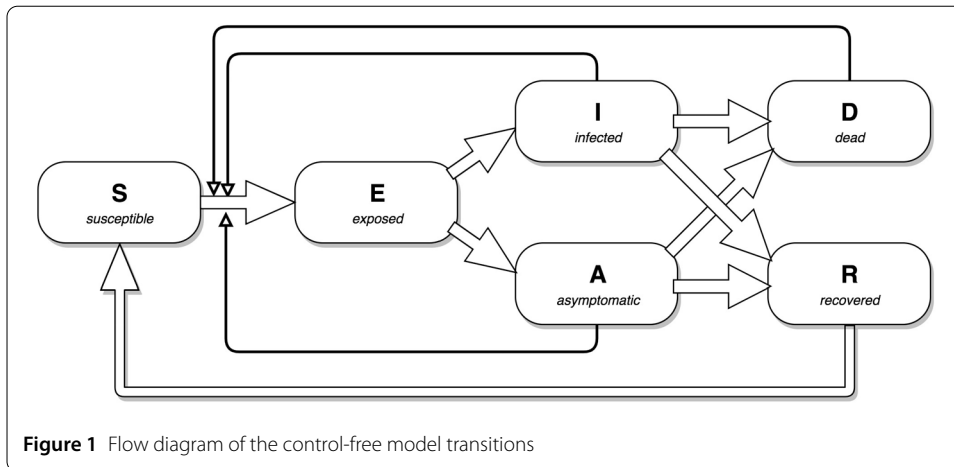 I
infected
D
dead
S
susceptible
E
exposed
A
asymptomatic
R
recovered
Figure 1 Flow diagram of the control-free model transitions